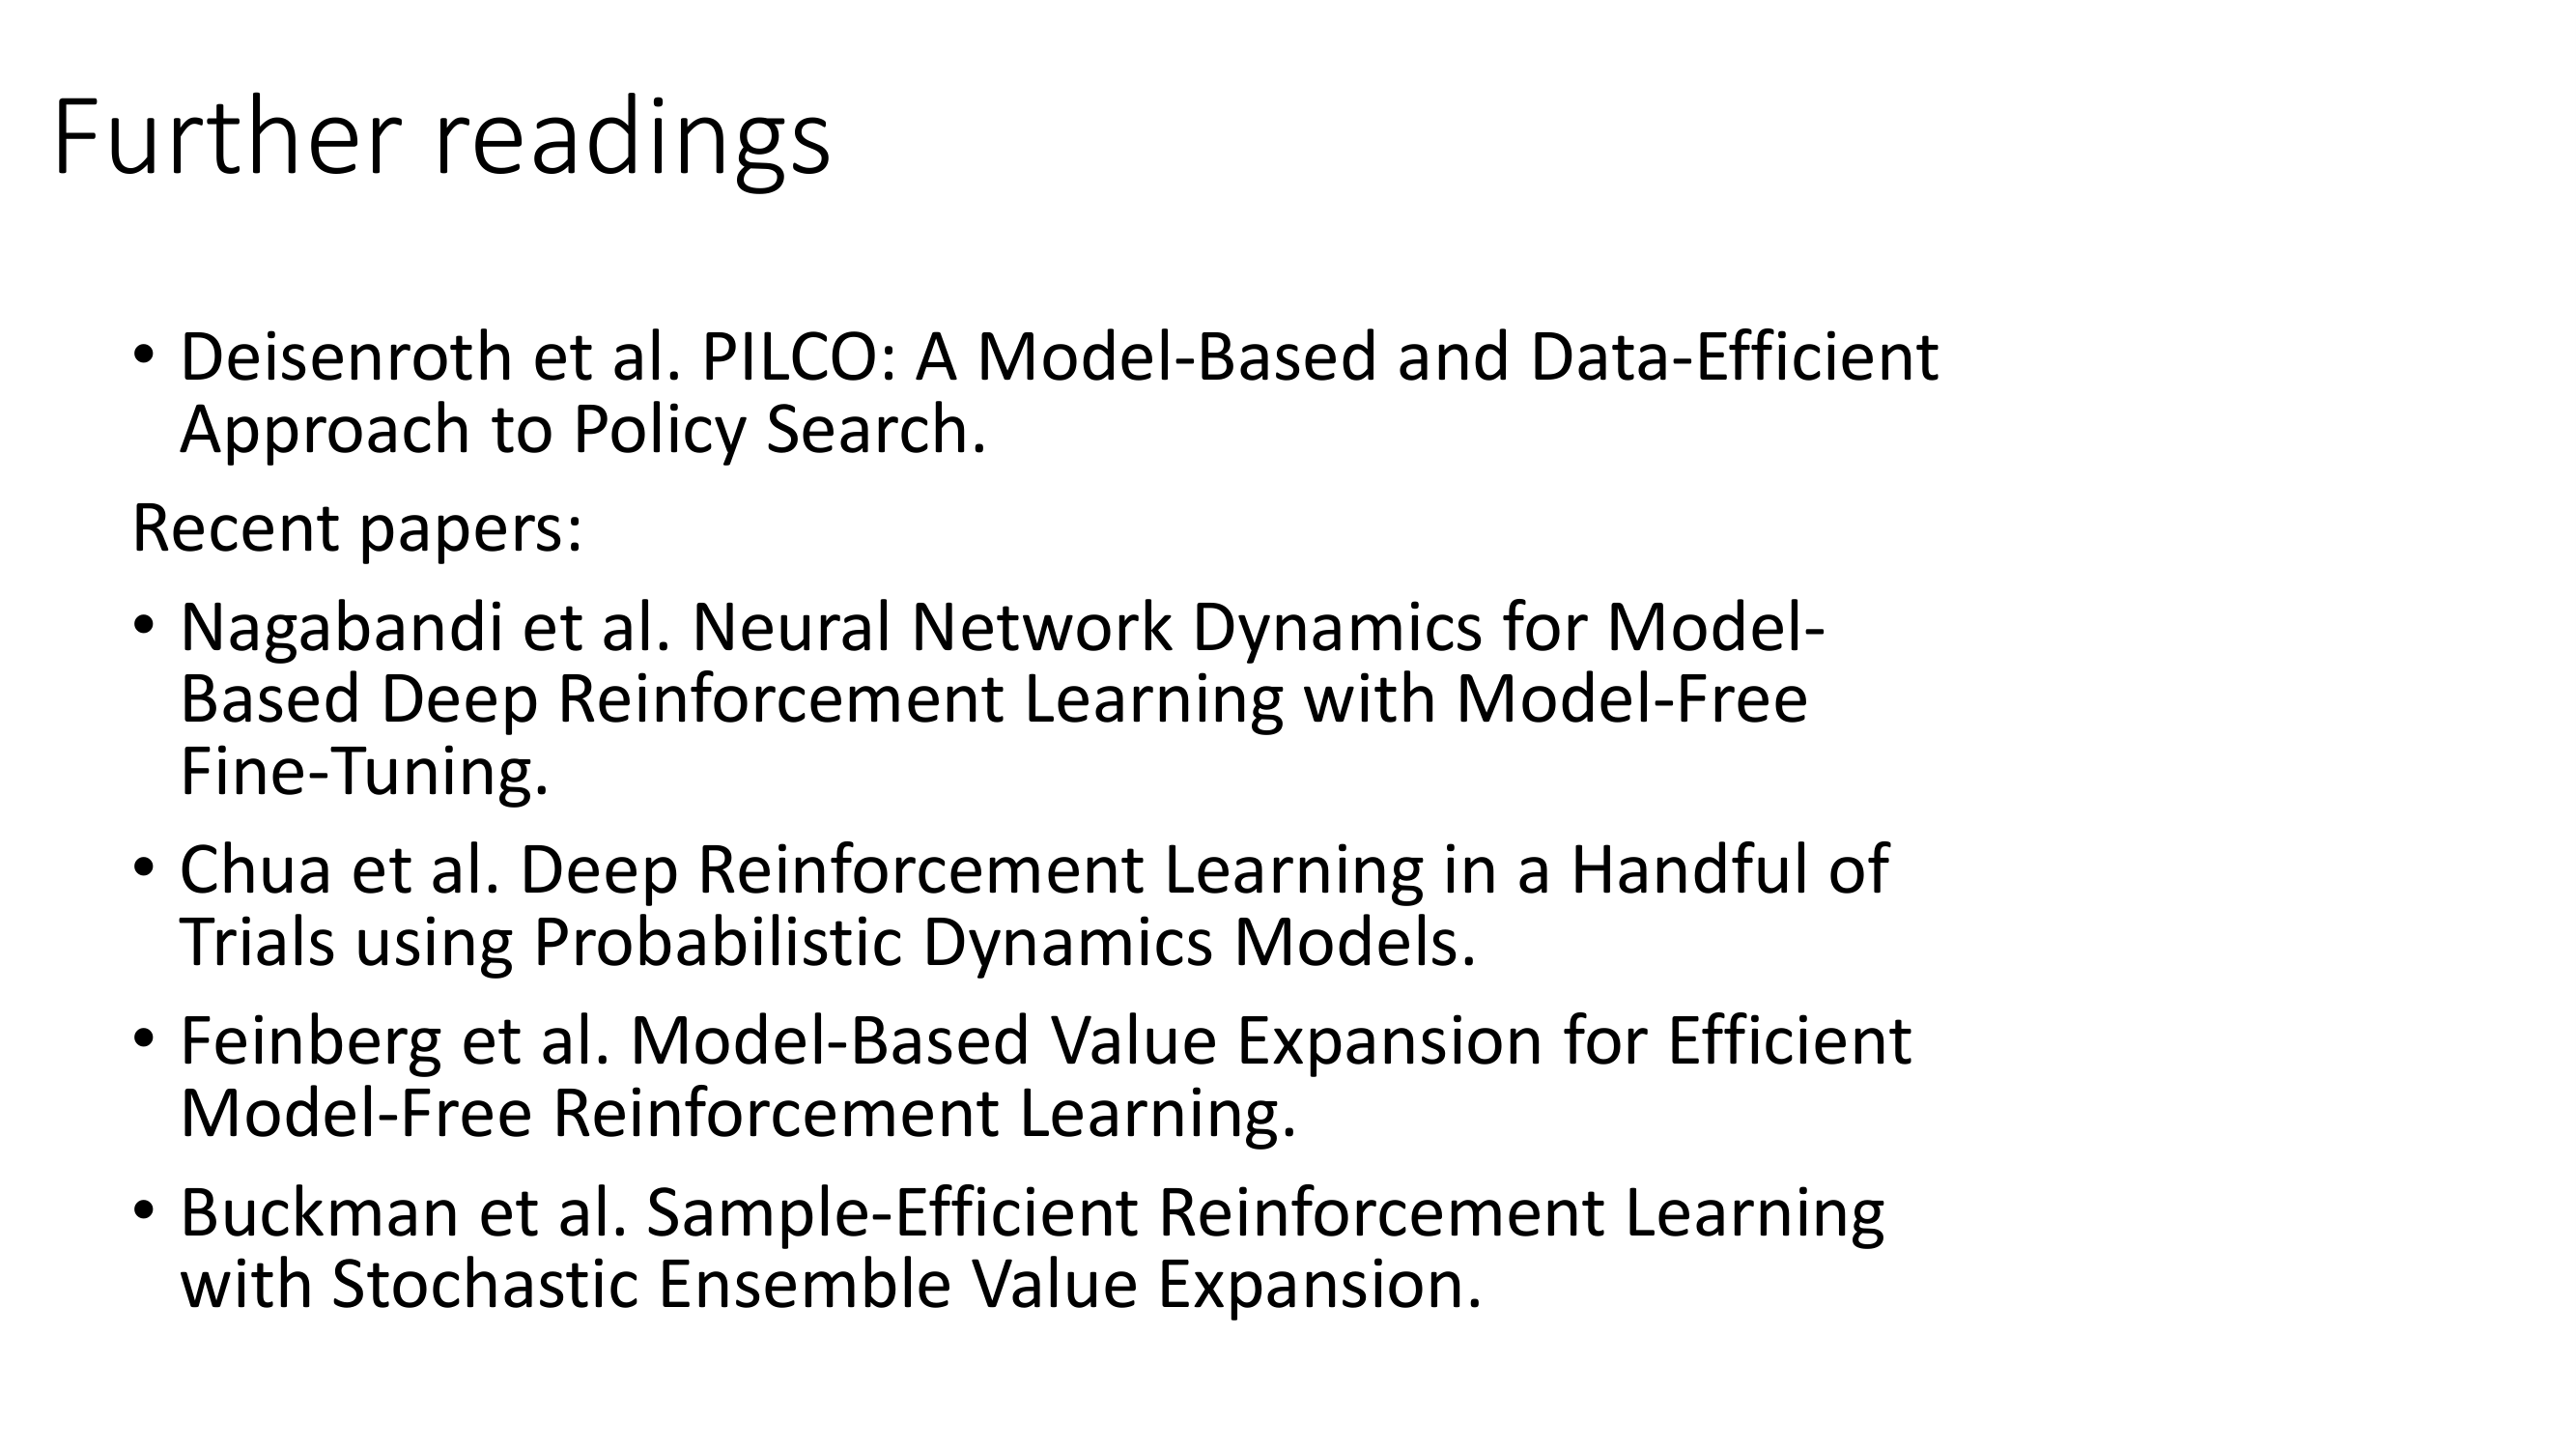 Further readings
• Deisenroth et al. PILCO: A Model-Based and Data-Efficient
Approach to Policy Search.
Recent papers:
• Nagabandi et al. Neural Network Dynamics for Model-
Based Deep Reinforcement Learning with Model-Free
Fine-Tuning.
• Chua et al. Deep Reinforcement Learning in a Handful of
Trials using Probabilistic Dynamics Models.
• Feinberg et al. Model-Based Value Expansion for Efficient
Model-Free Reinforcement Learning.
• Buckman et al. Sample-Efficient Reinforcement Learning
with Stochastic Ensemble Value Expansion.